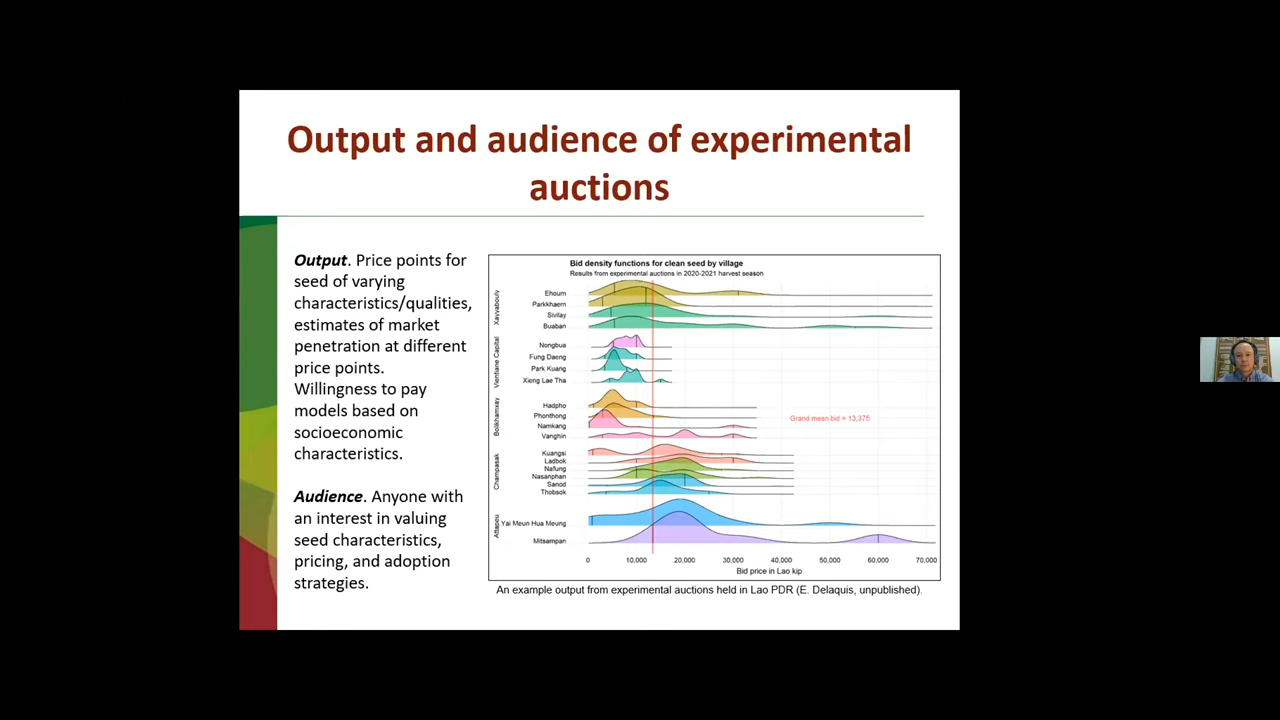 Output and audience of experimental
auctions
Output. Price points for
seed of varying
characteristics/qualities,
estimates of market
penetration at different
price points.
Willingness to pay
models based on
socioeconomic
characteristics.
Audience. Anyone with
an interest in valuing
seed characteristics,
pricing, and adoption
strategies.
Bid density functions for clean seed by village
Results from experimental auctions in 2020-2021 harvest season
Xayyabouly
Ehoum
Parkkhaem
Sivilay
Buaban
Vientiane Capital
Nongbua
Fung Daeng
Park Kuang
Xieng Lae Tha
Bolikhamxay
Hadpho
Phonthong
Namkang
Vanghin
Champasak
Kuangsi
Ladbok
Nafung
Nasanphan
Sanod
Thobsok
Attapeu
Yai Meun Hua Meung
Mitsampan
Grand mean bid = 13,375
0 10,000 20,000 30,000 40,000 50,000 60,000 70,000
Bid price in Lao kip
An example output from experimental auctions held in Lao PDR (E. Delaquis, unpublished).